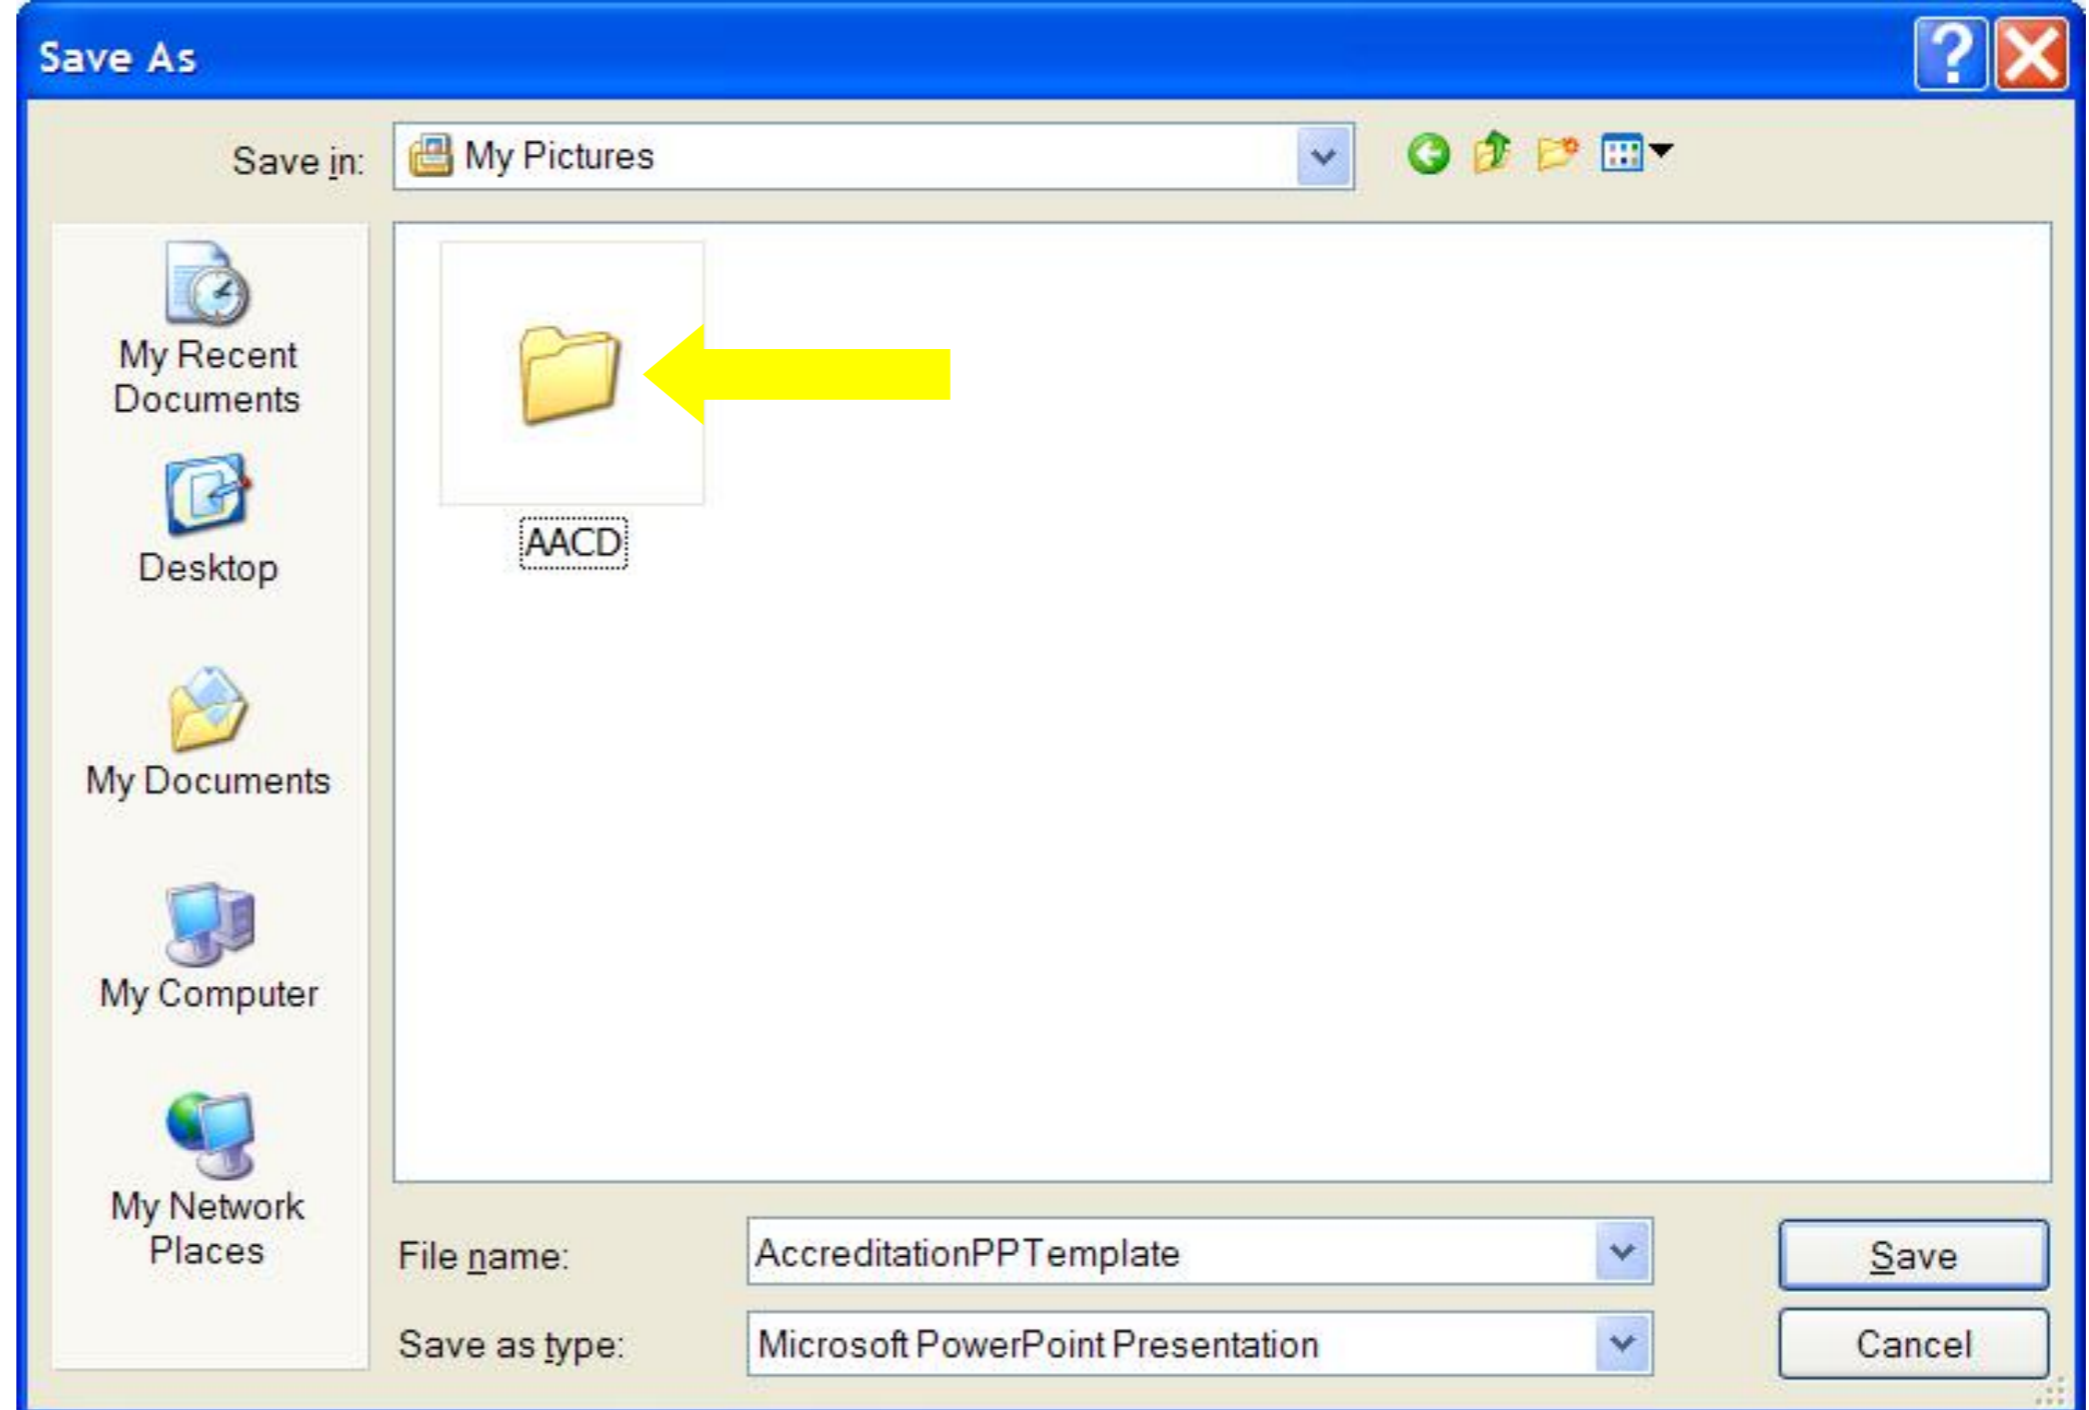 Save As
Save in:
My Pictures
My Recent
Documents
Desktop
My Documents
My Computer
My Network
Places
AACD
File name:
AccreditationPPTemplate
Save
Save as type:
Microsoft PowerPoint Presentation
Cancel